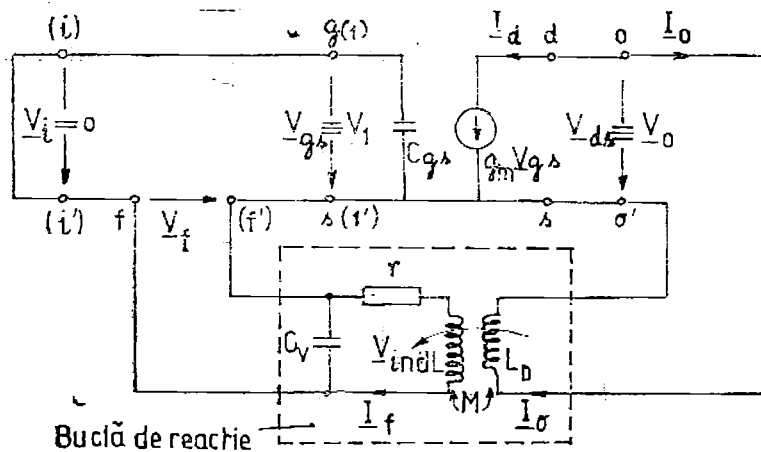 (i) g(1) I_d d o I_o
V_i = 0 V_gs ≡ V_1 C_gs g_m V_gs V_ds ≡ V_o
(i') f V_f (f') s(1') s o'
r
C_V V_indL L_D
I_f M I_o
Buclă de reactie